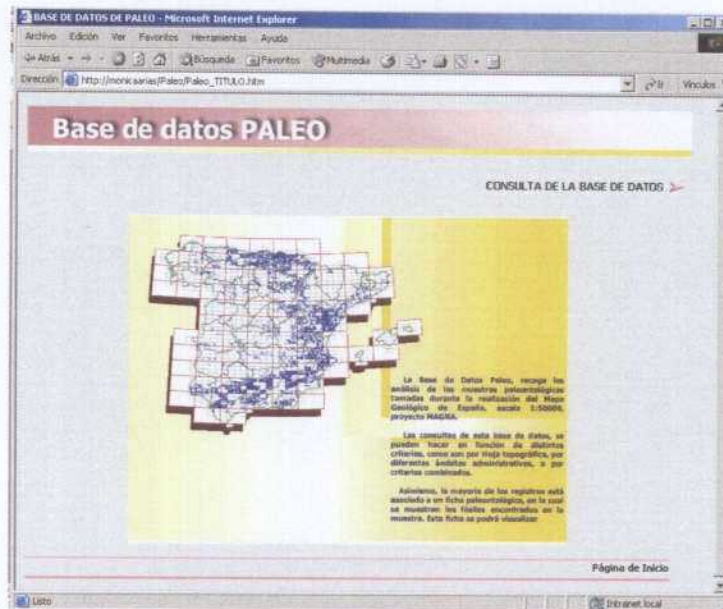 BASE DE DATOS DE PALEO - Microsoft Internet Explorer
Archivo Edición Ver Favoritos Herramientas Ayuda
Atrás Búsqueda Favoritos Multimedia
Dirección http://monicaarias/Paleo/Paleo_TITULO.htm Ir Vínculos
Base de datos PALEO
CONSULTA DE LA BASE DE DATOS
La Base de Datos Paleo, recoge los
análisis de las muestras paleontológicas
tomadas durante la realización del Mapa
Geológico de España, escala 1:50000,
proyecto MAGNA.
Las consultas de esta base de datos, se
pueden hacer en función de distintos
criterios, como son por Hoja topográfica, por
diferentes ámbitos administrativos, o por
criterios combinados.
Asimismo, la mayoría de los registros está
asociado a un ficha paleontológica, en la cual
se muestran los fósiles encontrados en la
muestra. Esta ficha se podrá visualizar
Página de Inicio
Listo Intranet local